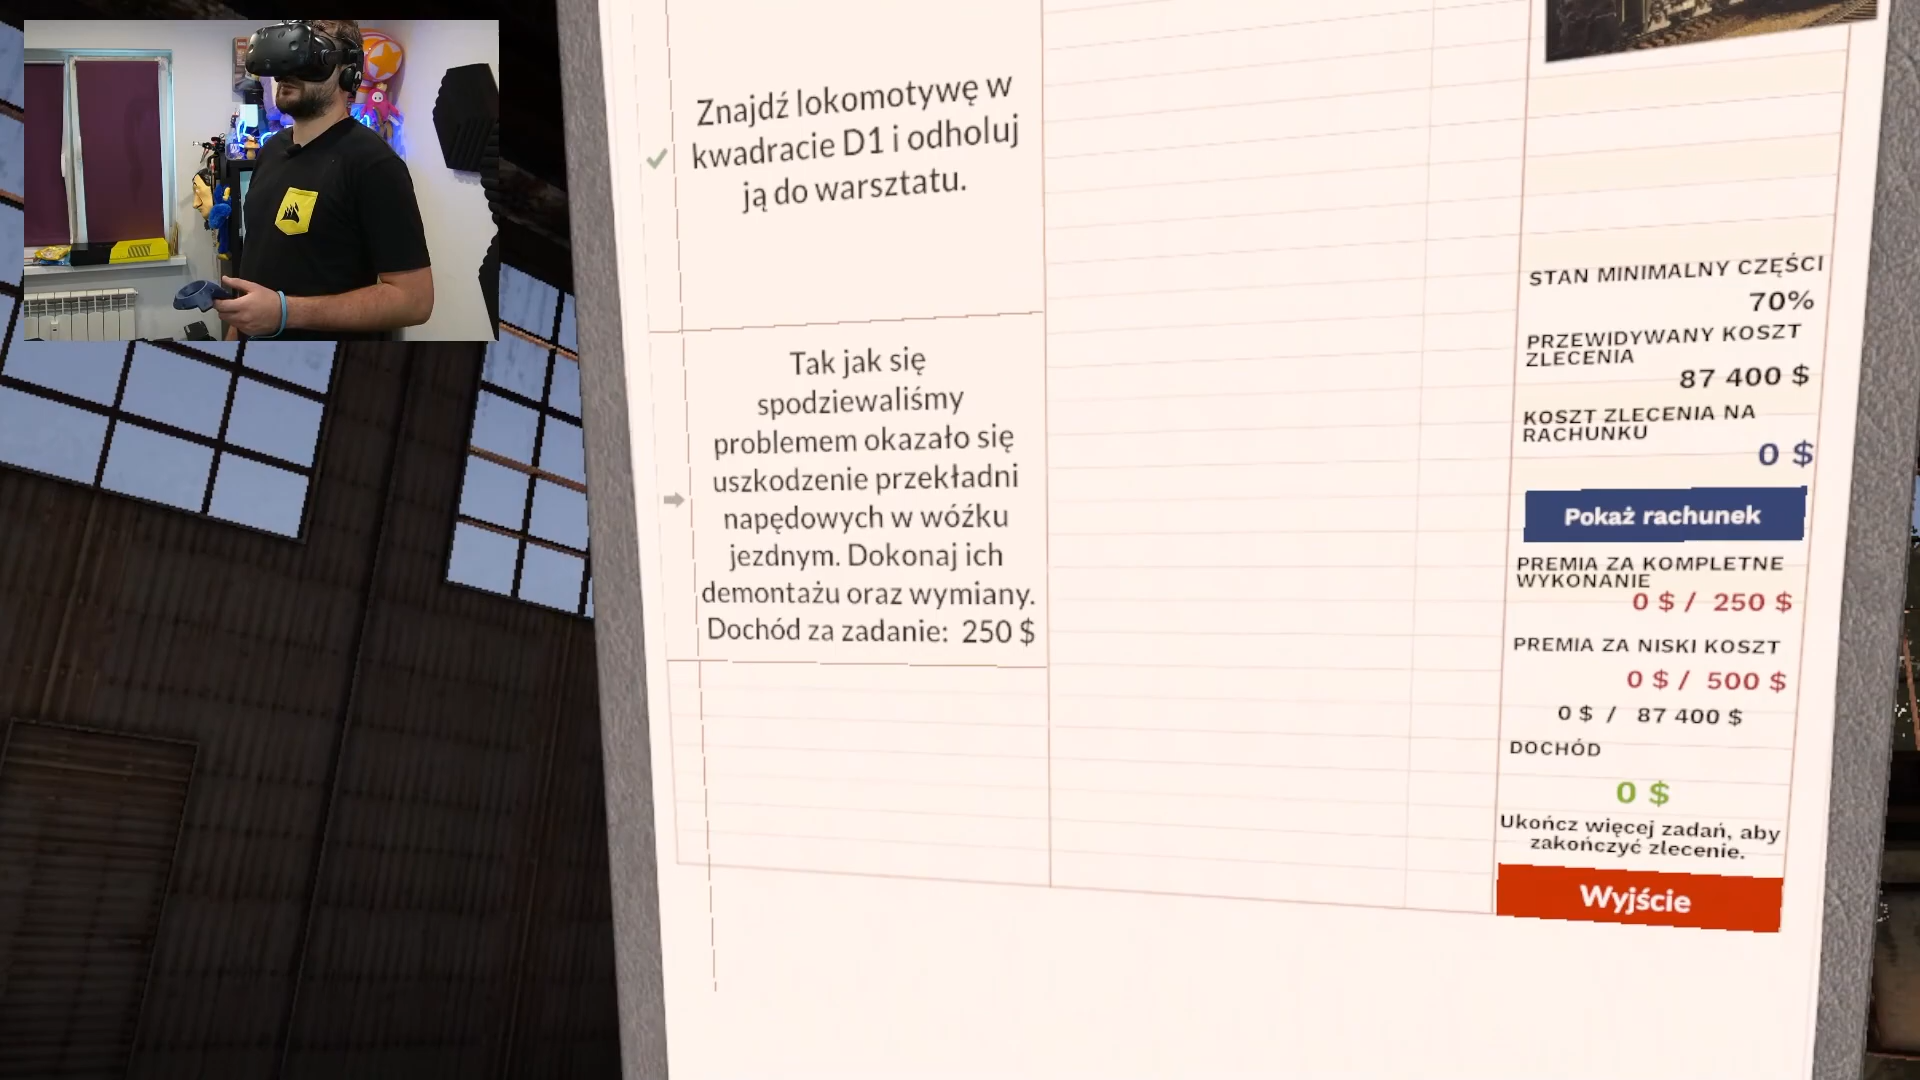 Znajdź lokomotywę w
kwadracie D1 i odholuj
ją do warsztatu.
Tak jak się
spodziewaliśmy
problemem okazało się
uszkodzenie przekładni
napędowych w wóźku
jezdnym. Dokonaj ich
demontażu oraz wymiany.
Dochód za zadanie: 250 $
STAN MINIMALNY CZĘŚCI
70%
PRZEWIDYWANY KOSZT
ZLECENIA
87 400 $
KOSZT ZLECENIA NA
RACHUNKU
0 $
Pokaż rachunek
PREMIA ZA KOMPLETNE
WYKONANIE
0 $ / 250 $
PREMIA ZA NISKI KOSZT
0 $ / 500 $
0 $ / 87 400 $
DOCHÓD
0 $
Ukończ więcej zadań, aby
zakończyć zlecenie.
Wyjście